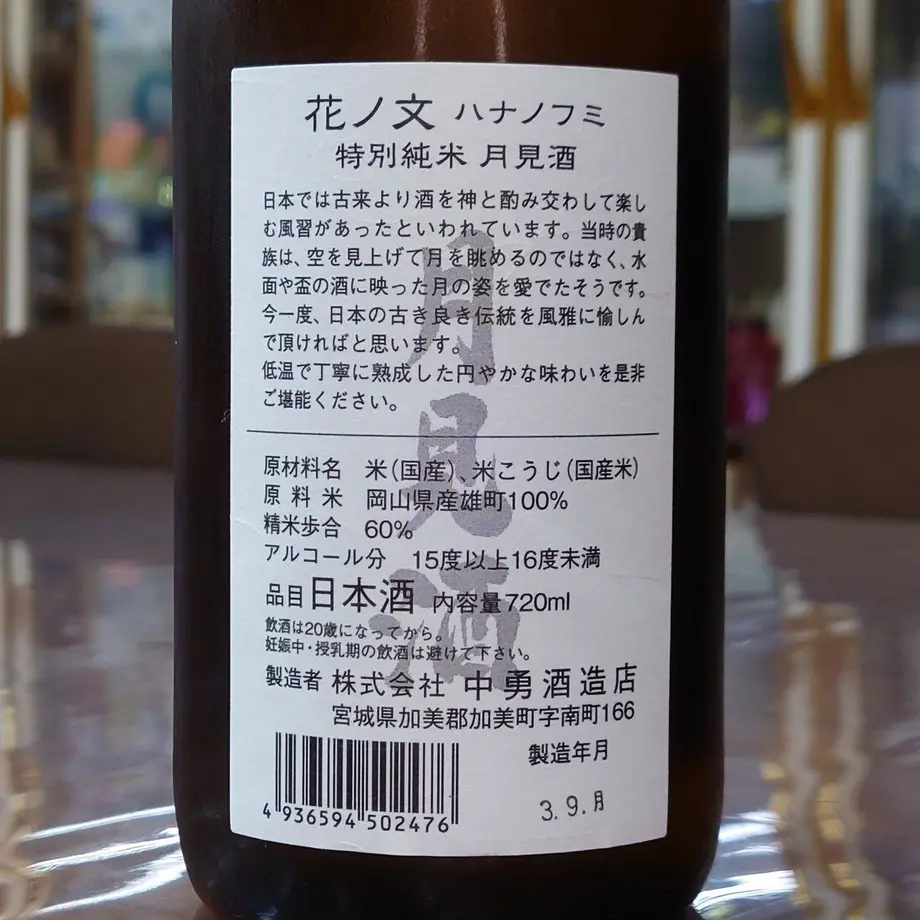 花ノ文 ハナノフミ
特別純米 月見酒
日本では古来より酒を神と酌み交わして楽し
む風習があったといわれています。当時の貴
族は、空を見上げて月を眺めるのではなく、水
面や盃の酒に映った月の姿を愛でたそうです。
今一度、日本の古き良き伝統を風雅に愉しん
で頂ければと思います。
低温で丁寧に熟成した円やかな味わいを是非
ご堪能ください。
月見酒
原材料名 米(国産)、米こうじ(国産米)
原料米 岡山県産雄町100%
精米歩合 60%
アルコール分 15度以上16度未満
品目 日本酒 内容量720ml
飲酒は20歳になってから。
妊娠中・授乳期の飲酒は避けて下さい。
製造者 株式会社 中勇酒造店
宮城県加美郡加美町字南町166
製造年月
3.9.月
4 936594 502476